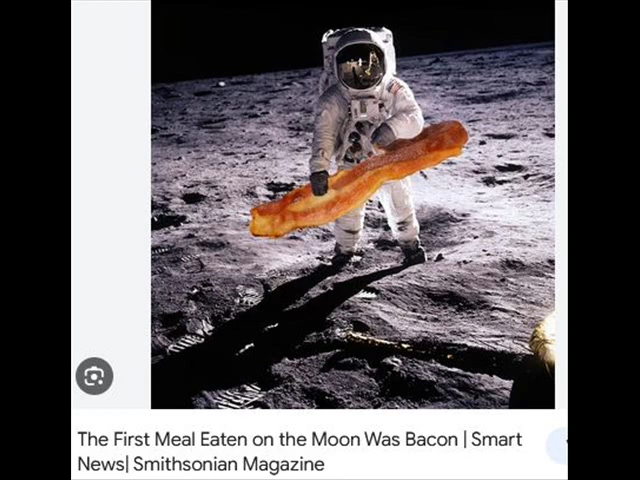 The First Meal Eaten on the Moon Was Bacon | Smart
News| Smithsonian Magazine